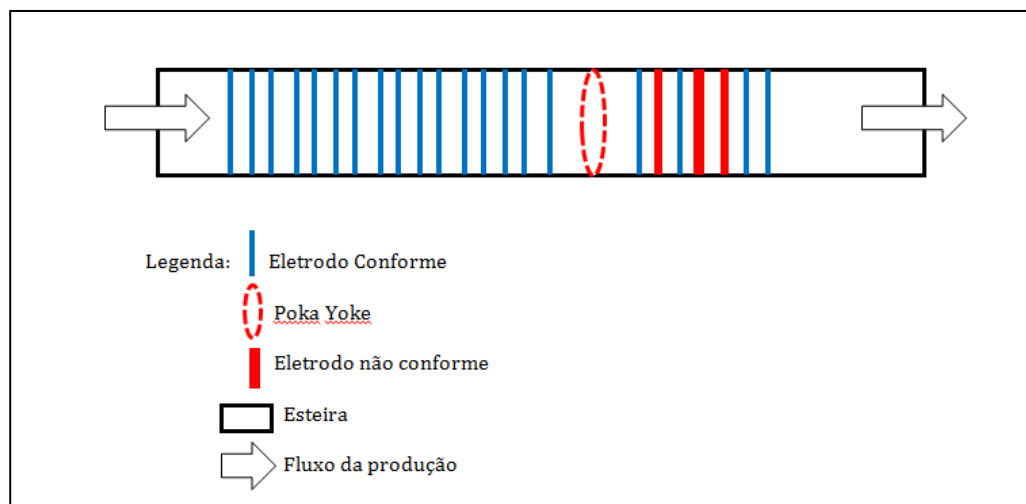 Legenda: Eletrodo Conforme
Poka Yoke
Eletrodo não conforme
Esteira
Fluxo da produção